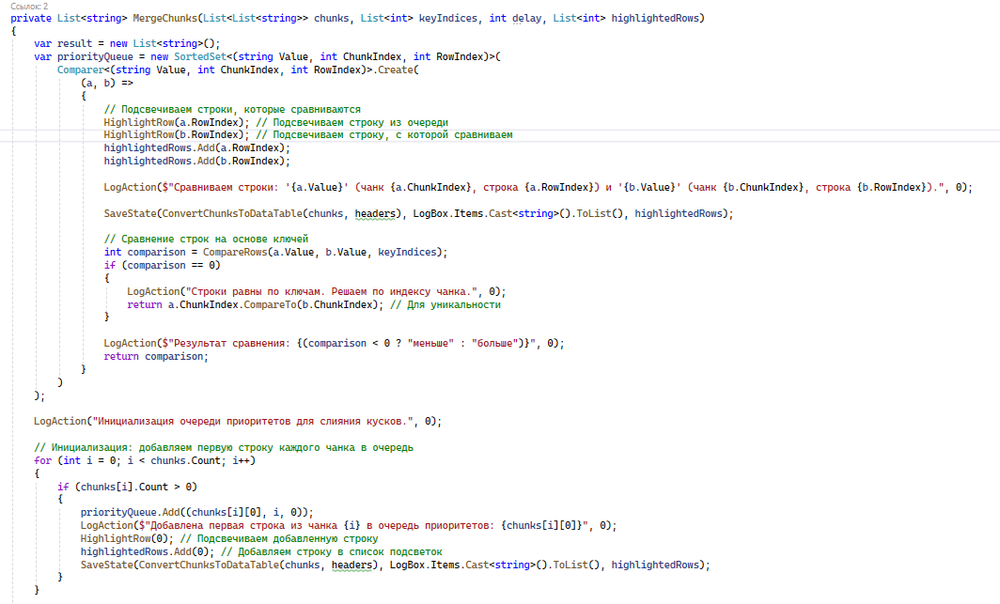 Ссылок: 2
private List<string> MergeChunks(List<List<string>> chunks, List<int> keyIndices, int delay, List<int> highlightedRows)
{
    var result = new List<string>();
    var priorityQueue = new SortedSet<(string Value, int ChunkIndex, int RowIndex)>(
        Comparer<(string Value, int ChunkIndex, int RowIndex)>.Create(
            (a, b) =>
            {
                // Подсвечиваем строки, которые сравниваются
                HighlightRow(a.RowIndex); // Подсвечиваем строку из очереди
                HighlightRow(b.RowIndex); // Подсвечиваем строку, с которой сравниваем
                highlightedRows.Add(a.RowIndex);
                highlightedRows.Add(b.RowIndex);

                LogAction($"Сравниваем строки: '{a.Value}' (чанк {a.ChunkIndex}, строка {a.RowIndex}) и '{b.Value}' (чанк {b.ChunkIndex}, строка {b.RowIndex}).", 0);

                SaveState(ConvertChunksToDataTable(chunks, headers), LogBox.Items.Cast<string>().ToList(), highlightedRows);

                // Сравнение строк на основе ключей
                int comparison = CompareRows(a.Value, b.Value, keyIndices);
                if (comparison == 0)
                {
                    LogAction("Строки равны по ключам. Решаем по индексу чанка.", 0);
                    return a.ChunkIndex.CompareTo(b.ChunkIndex); // Для уникальности
                }

                LogAction($"Результат сравнения: {(comparison < 0 ? "меньше" : "больше")}", 0);
                return comparison;
            }
        )
    );

    LogAction("Инициализация очереди приоритетов для слияния кусков.", 0);

    // Инициализация: добавляем первую строку каждого чанка в очередь
    for (int i = 0; i < chunks.Count; i++)
    {
        if (chunks[i].Count > 0)
        {
            priorityQueue.Add((chunks[i][0], i, 0));
            LogAction($"Добавлена первая строка из чанка {i} в очередь приоритетов: {chunks[i][0]}", 0);
            HighlightRow(0); // Подсвечиваем добавленную строку
            highlightedRows.Add(0); // Добавляем строку в список подсветок
            SaveState(ConvertChunksToDataTable(chunks, headers), LogBox.Items.Cast<string>().ToList(), highlightedRows);
        }
    }